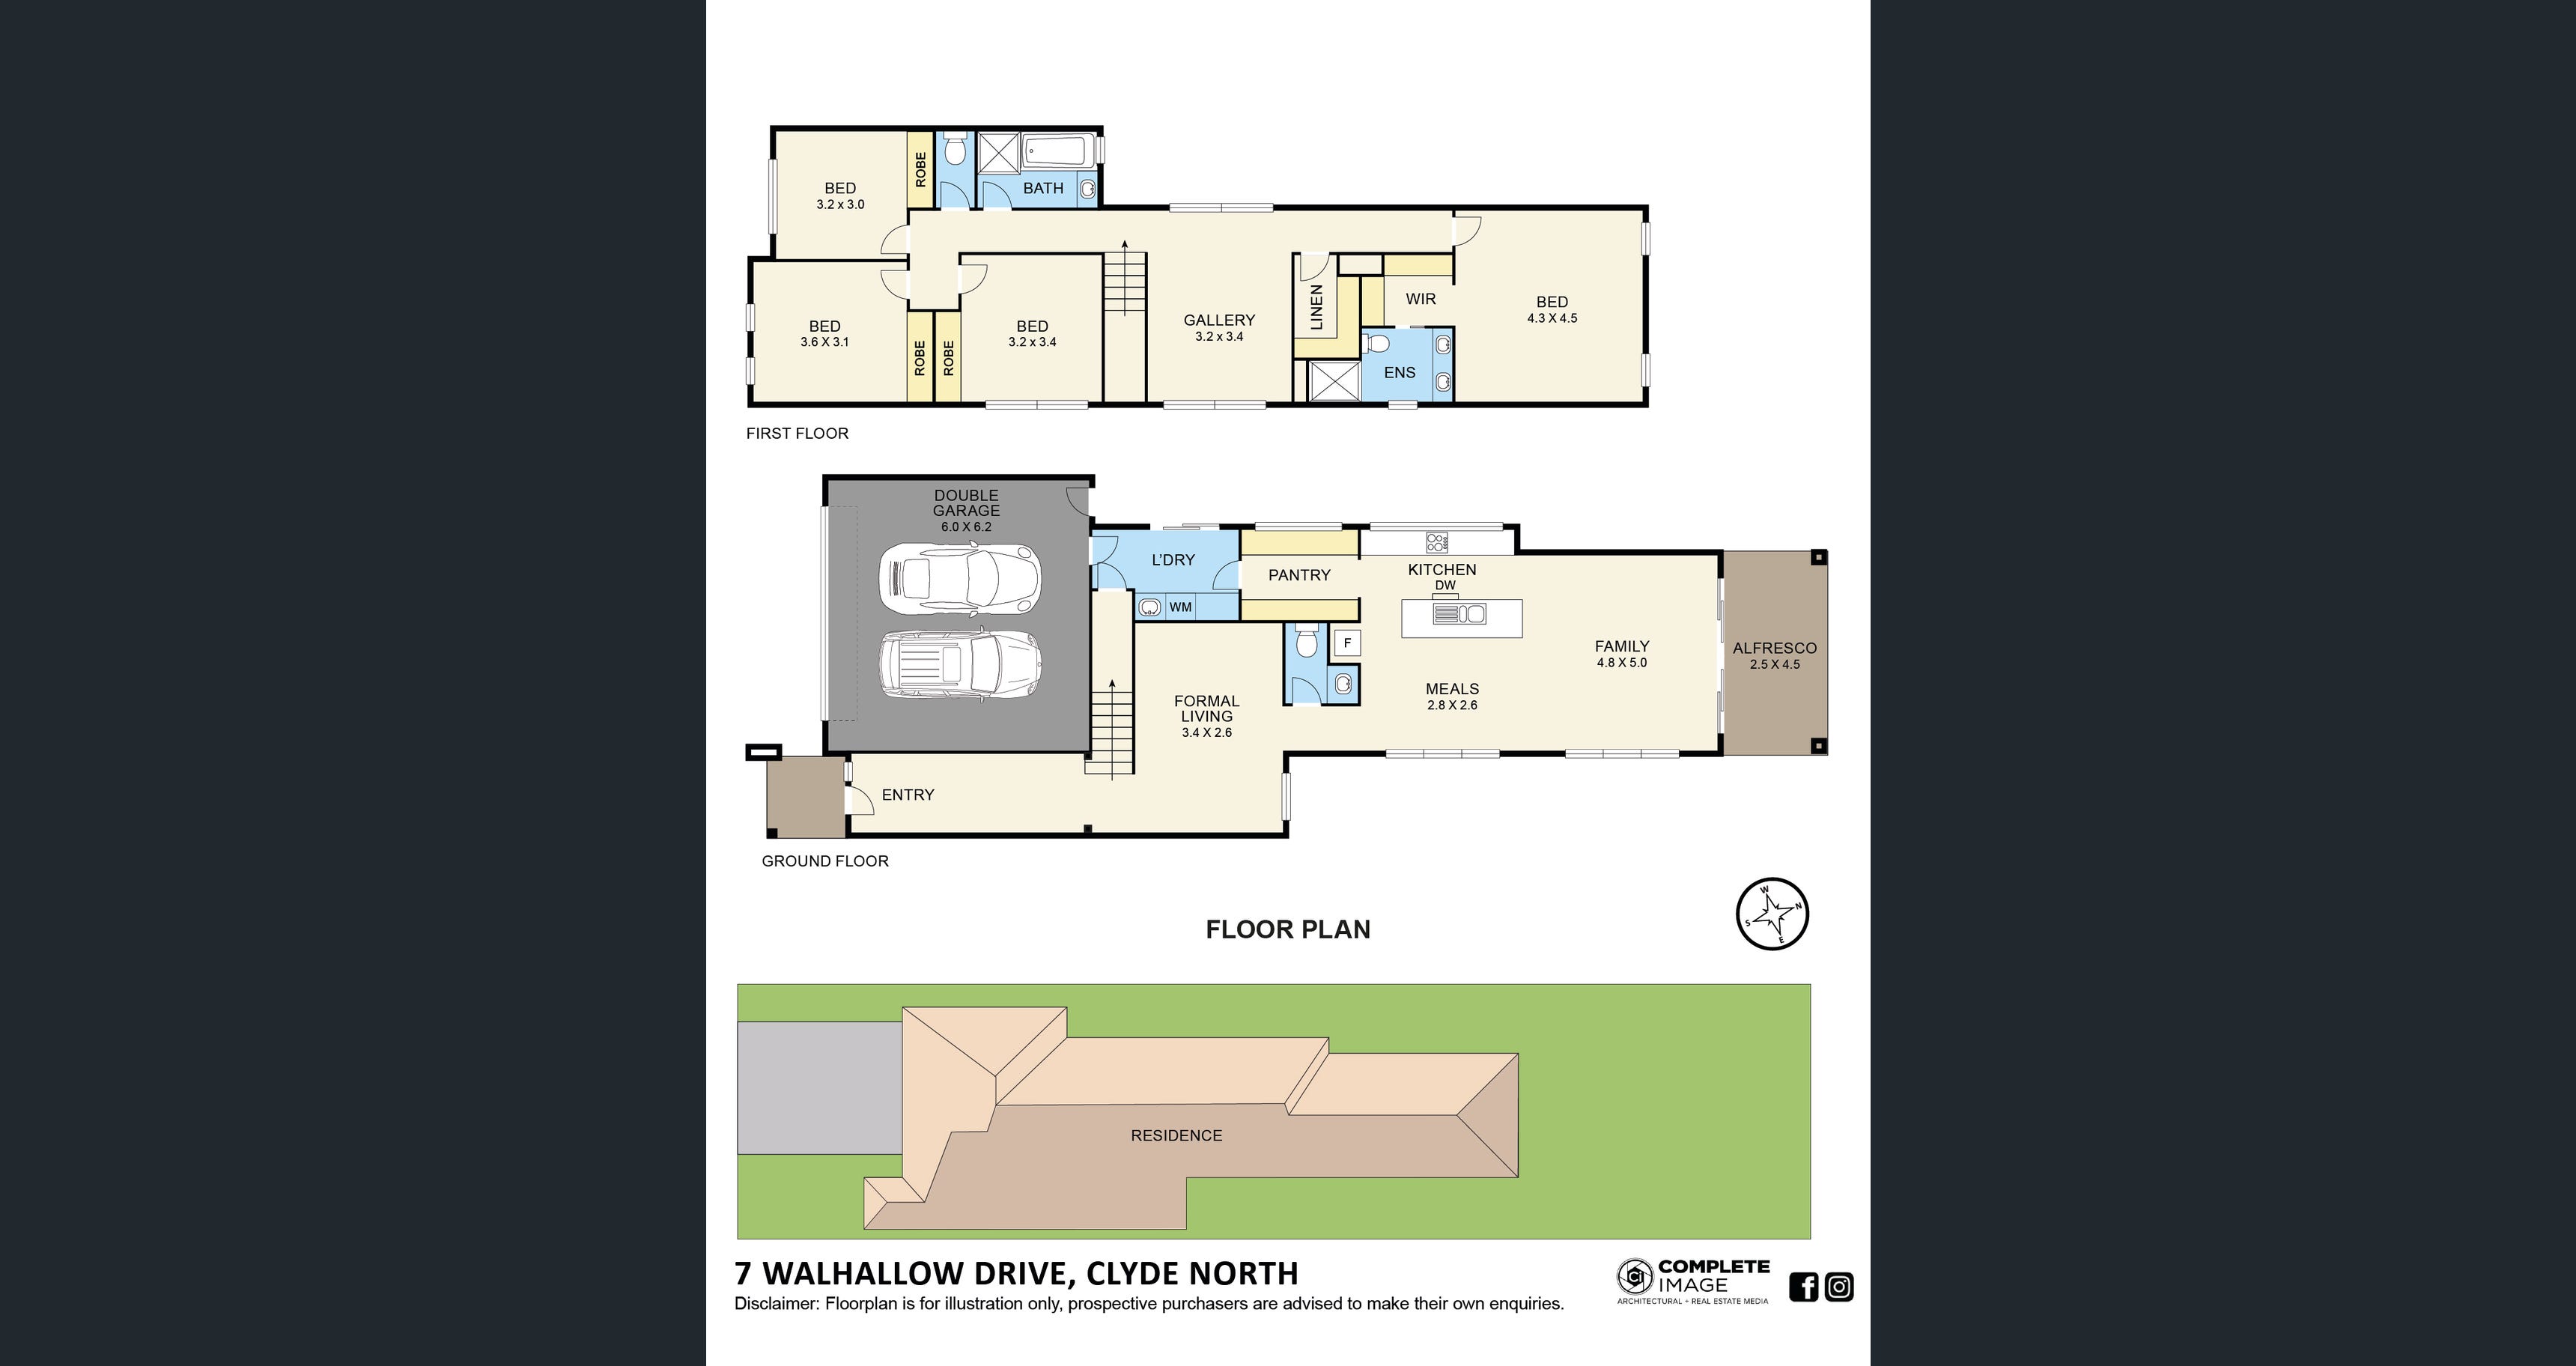 ROBE
BED
3.2 x 3.0
BATH
BED
3.6 X 3.1
ROBE
ROBE
BED
3.2 x 3.4
GALLERY
3.2 x 3.4
LINEN
WIR
ENS
BED
4.3 X 4.5
FIRST FLOOR
DOUBLE
GARAGE
6.0 X 6.2
L'DRY
WM
PANTRY
KITCHEN
DW
F
FAMILY
4.8 X 5.0
ALFRESCO
2.5 X 4.5
MEALS
2.8 X 2.6
FORMAL
LIVING
3.4 X 2.6
ENTRY
GROUND FLOOR
W
N
S
E
FLOOR PLAN
RESIDENCE
7 WALHALLOW DRIVE, CLYDE NORTH
Disclaimer: Floorplan is for illustration only, prospective purchasers are advised to make their own enquiries.
Ci
COMPLETE
IMAGE
ARCHITECTURAL + REAL ESTATE MEDIA